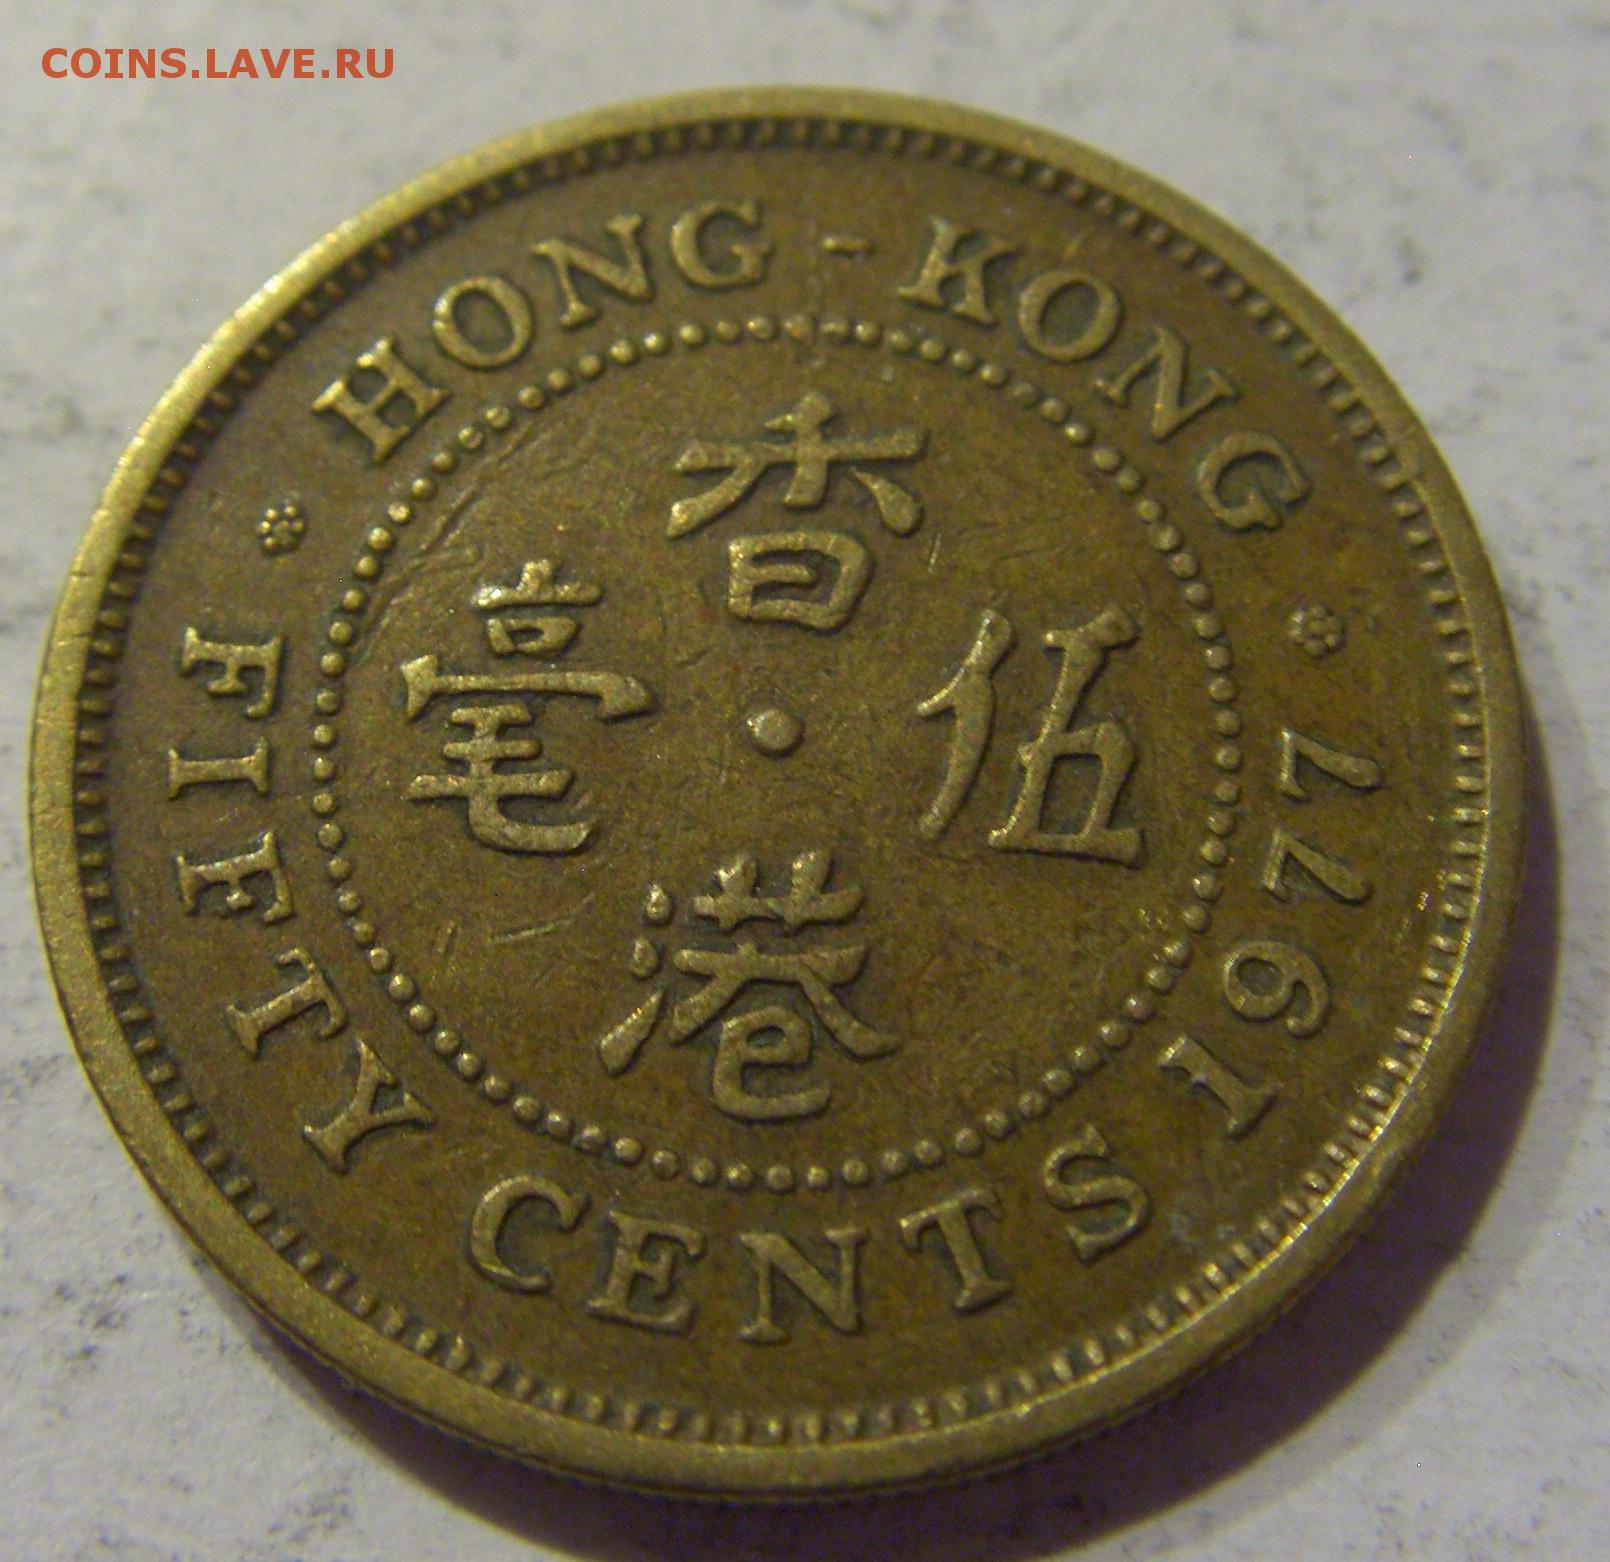 COINS.LAVE.RU
HONG - KONG
香
毫 伍
港
FIFTY CENTS 1977